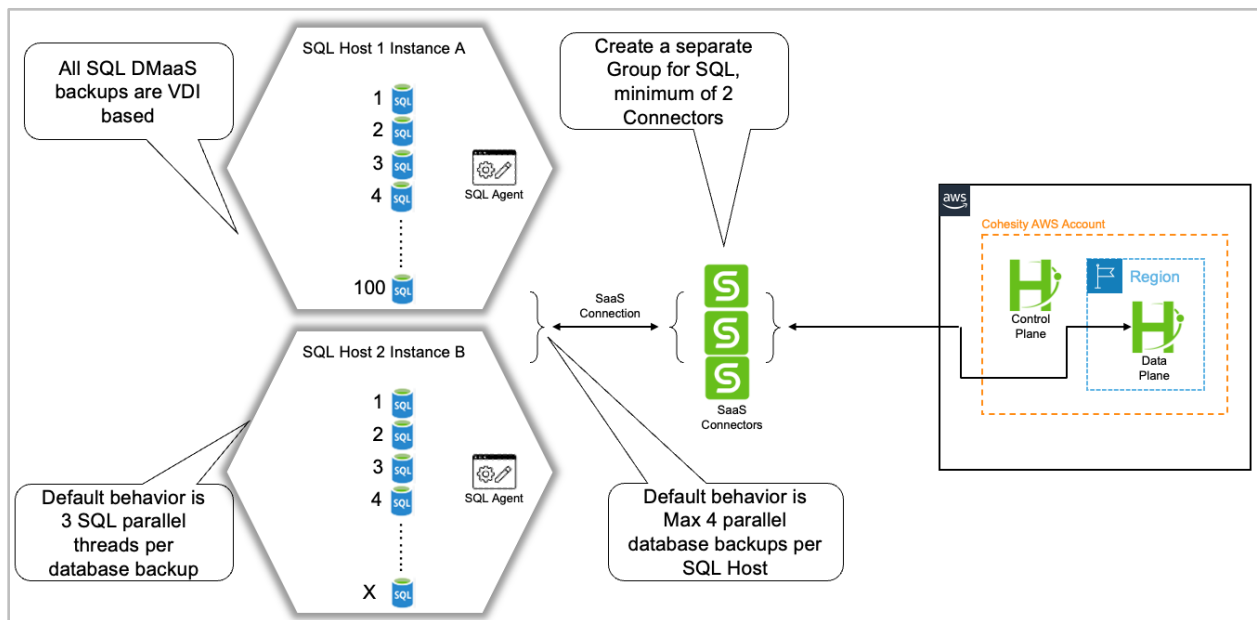 All SQL DMaaS
backups are VDI
based
SQL Host 1 Instance A
1
SQL
2
SQL
3
SQL
4
SQL
100
SQL
SQL Agent
Create a separate
Group for SQL,
minimum of 2
Connectors
SQL Host 2 Instance B
1
SQL
2
SQL
3
SQL
4
SQL
X
SQL
SQL Agent
Default behavior is
3 SQL parallel
threads per
database backup
SaaS
Connection
S
S
S
SaaS
Connectors
Default behavior is
Max 4 parallel
database backups per
SQL Host
aws
Cohesity AWS Account
H
Control
Plane
Region
H
Data
Plane